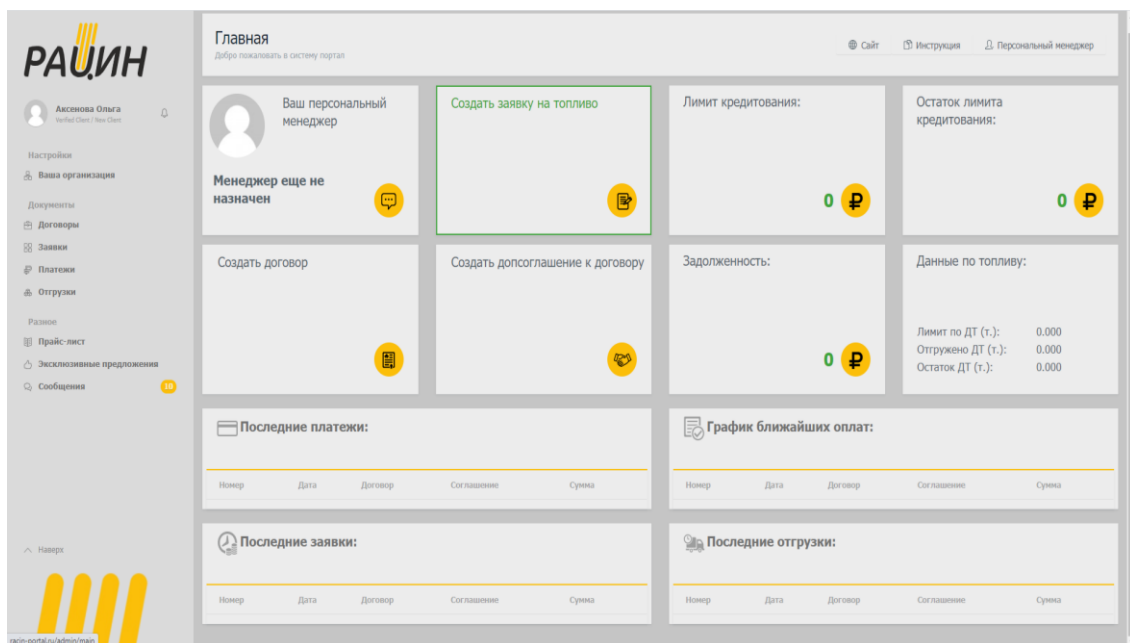 РАЦИН
Аксенова Ольга
Verified Client / New Client
Настройки
Ваша организация
Документы
Договоры
Заявки
Платежи
Отгрузки
Разное
Прайс-лист
Эксклюзивные предложения
Сообщения 10
Наверх
racin-portal.ru/admin/main
Главная
Добро пожаловать в систему портал
Сайт Инструкция Персональный менеджер
Ваш персональный
менеджер
Менеджер еще не
назначен
Создать заявку на топливо
Лимит кредитования:
0 ₽
Остаток лимита
кредитования:
0 ₽
Создать договор
Создать допсоглашение к договору
Задолженность:
0 ₽
Данные по топливу:
Лимит по ДТ (т.): 0.000
Отгружено ДТ (т.): 0.000
Остаток ДТ (т.): 0.000
Последние платежи:
Номер Дата Договор Соглашение Сумма
График ближайших оплат:
Номер Дата Договор Соглашение Сумма
Последние заявки:
Номер Дата Договор Соглашение Сумма
Последние отгрузки:
Номер Дата Договор Соглашение Сумма